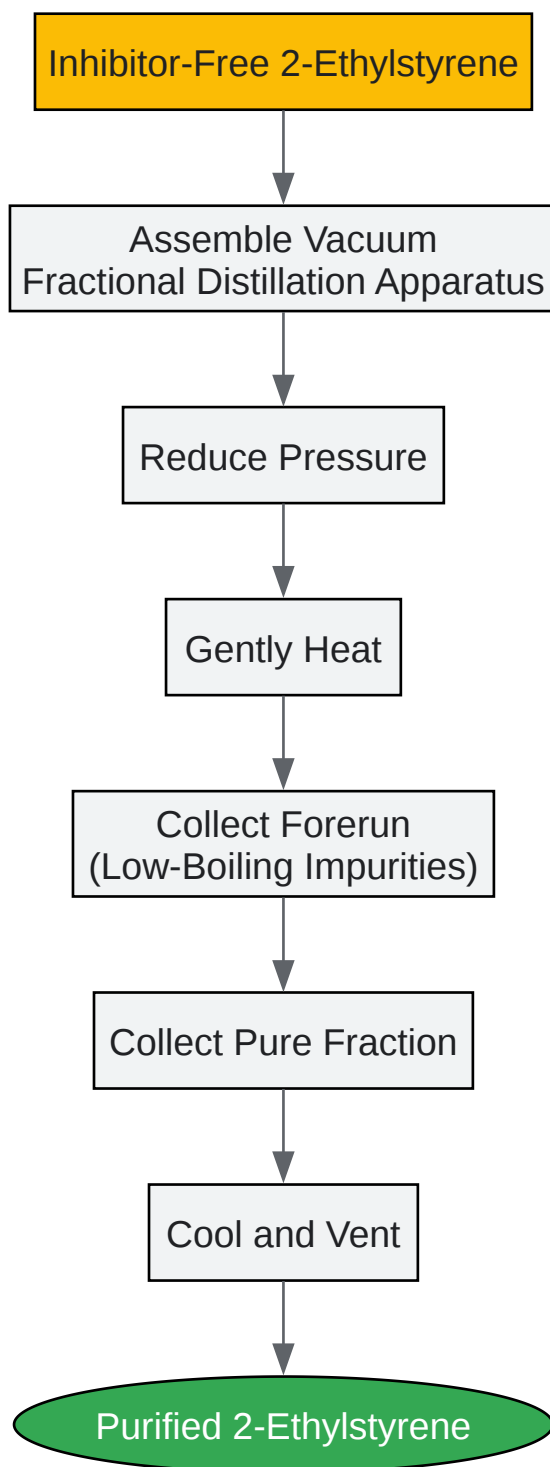 Inhibitor-Free 2-Ethylstyrene
Assemble Vacuum
Fractional Distillation Apparatus
Reduce Pressure
Gently Heat
Collect Forerun
(Low-Boiling Impurities)
Collect Pure Fraction
Cool and Vent
Purified 2-Ethylstyrene